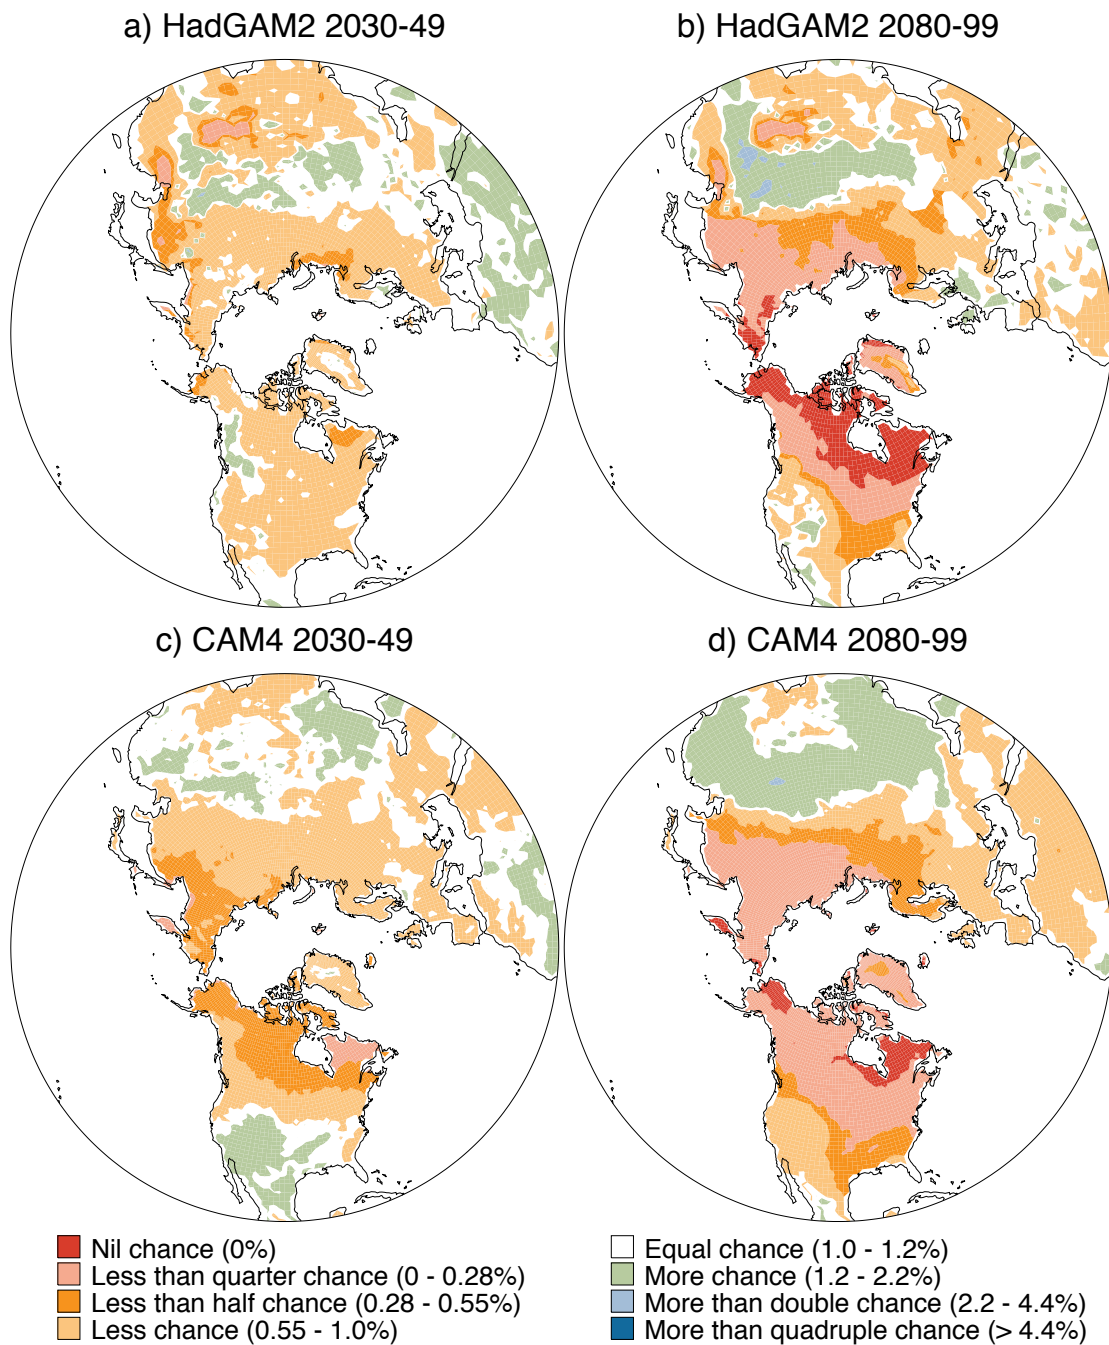 a) HadGAM2 2030-49
b) HadGAM2 2080-99
c) CAM4 2030-49
d) CAM4 2080-99
Nil chance (0%)
Less than quarter chance (0 - 0.28%)
Less than half chance (0.28 - 0.55%)
Less chance (0.55 - 1.0%)
Equal chance (1.0 - 1.2%)
More chance (1.2 - 2.2%)
More than double chance (2.2 - 4.4%)
More than quadruple chance (> 4.4%)